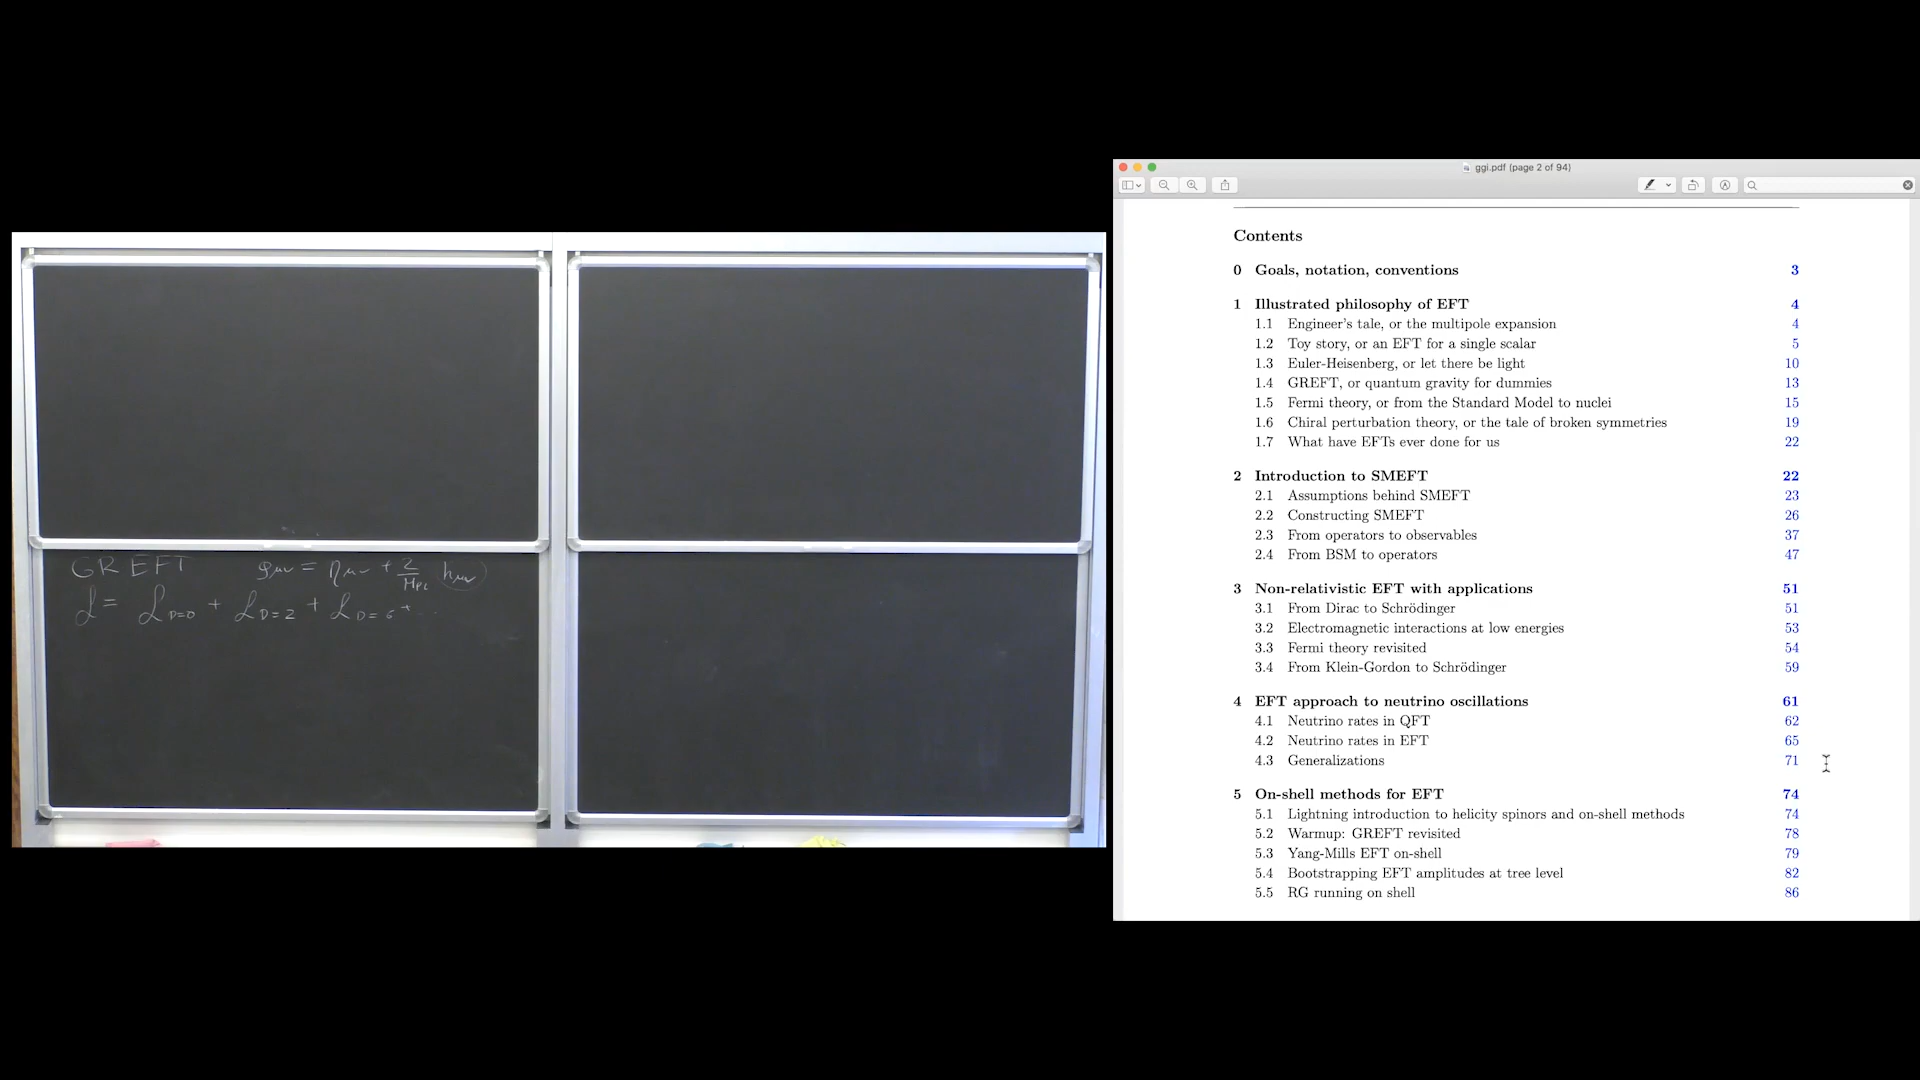 GREFT g_μν = η_μν + 2/M_PL h_μν
ℒ = ℒ_D=0 + ℒ_D=2 + ℒ_D=6 + ...
ggi.pdf (page 2 of 94)
Contents
0 Goals, notation, conventions 3
1 Illustrated philosophy of EFT 4
1.1 Engineer's tale, or the multipole expansion 4
1.2 Toy story, or an EFT for a single scalar 5
1.3 Euler-Heisenberg, or let there be light 10
1.4 GREFT, or quantum gravity for dummies 13
1.5 Fermi theory, or from the Standard Model to nuclei 15
1.6 Chiral perturbation theory, or the tale of broken symmetries 19
1.7 What have EFTs ever done for us 22
2 Introduction to SMEFT 22
2.1 Assumptions behind SMEFT 23
2.2 Constructing SMEFT 26
2.3 From operators to observables 37
2.4 From BSM to operators 47
3 Non-relativistic EFT with applications 51
3.1 From Dirac to Schrödinger 51
3.2 Electromagnetic interactions at low energies 53
3.3 Fermi theory revisited 54
3.4 From Klein-Gordon to Schrödinger 59
4 EFT approach to neutrino oscillations 61
4.1 Neutrino rates in QFT 62
4.2 Neutrino rates in EFT 65
4.3 Generalizations 71
5 On-shell methods for EFT 74
5.1 Lightning introduction to helicity spinors and on-shell methods 74
5.2 Warmup: GREFT revisited 78
5.3 Yang-Mills EFT on-shell 79
5.4 Bootstrapping EFT amplitudes at tree level 82
5.5 RG running on shell 86